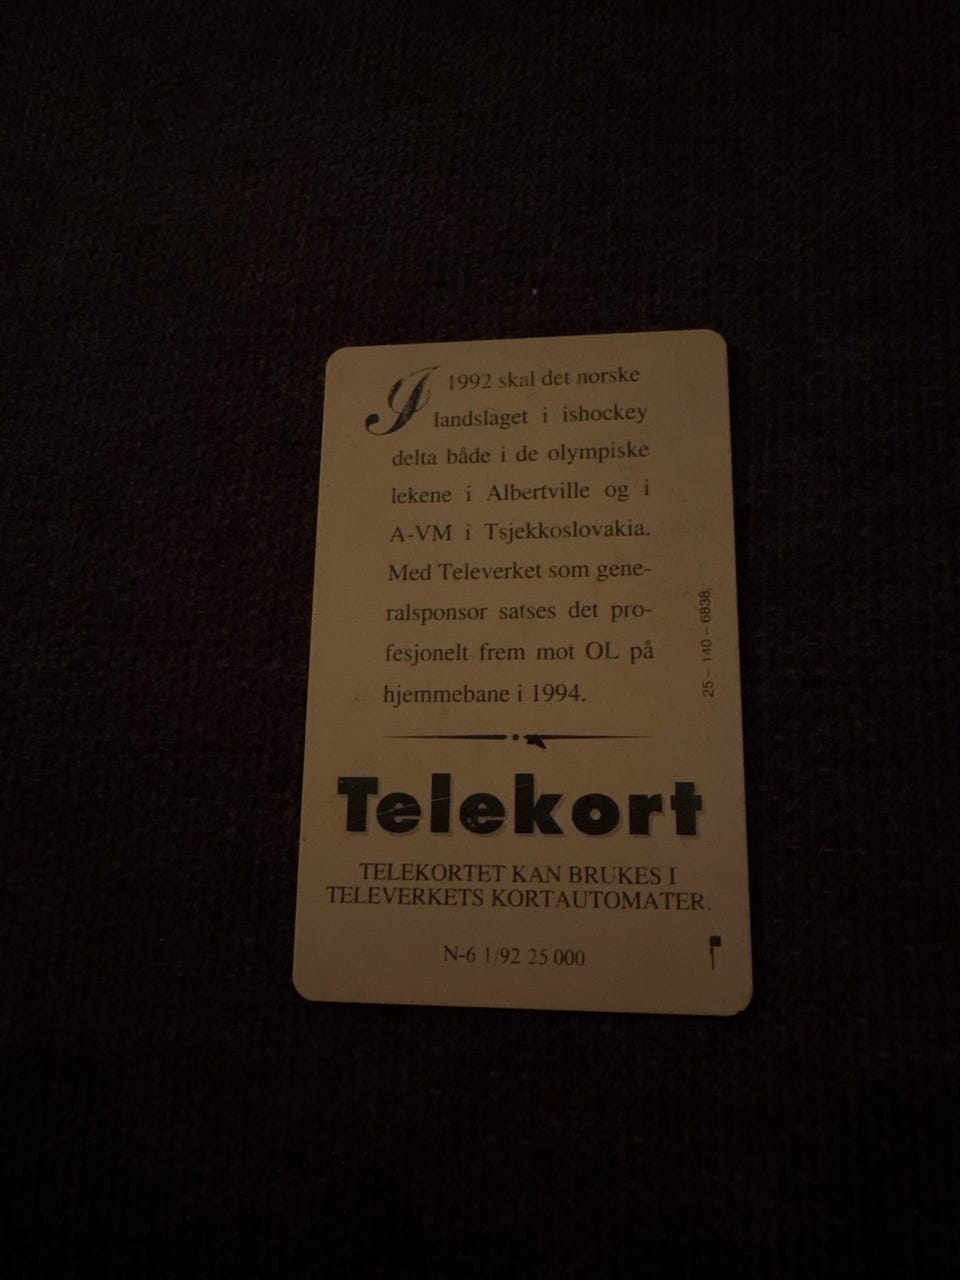 I 1992 skal det norske
landslaget i ishockey
delta både i de olympiske
lekene i Albertville og i
A-VM i Tsjekkoslovakia.
Med Televerket som gene-
ralsponsor satses det pro-
fesjonelt frem mot OL på
hjemmebane i 1994.
25 - 140 - 6838
Telekort
TELEKORTET KAN BRUKES I
TELEVERKETS KORTAUTOMATER.
N-6 1/92 25 000